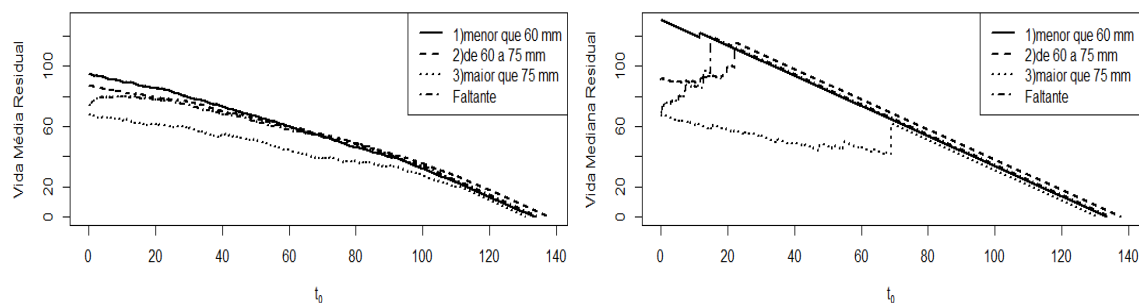 Vida Média Residual
0 20 40 60 100
1)menor que 60 mm
2)de 60 a 75 mm
3)maior que 75 mm
Faltante
0 20 40 60 80 100 120 140
t0
Vida Mediana Residual
0 20 40 60 100
1)menor que 60 mm
2)de 60 a 75 mm
3)maior que 75 mm
Faltante
0 20 40 60 80 100 120 140
t0